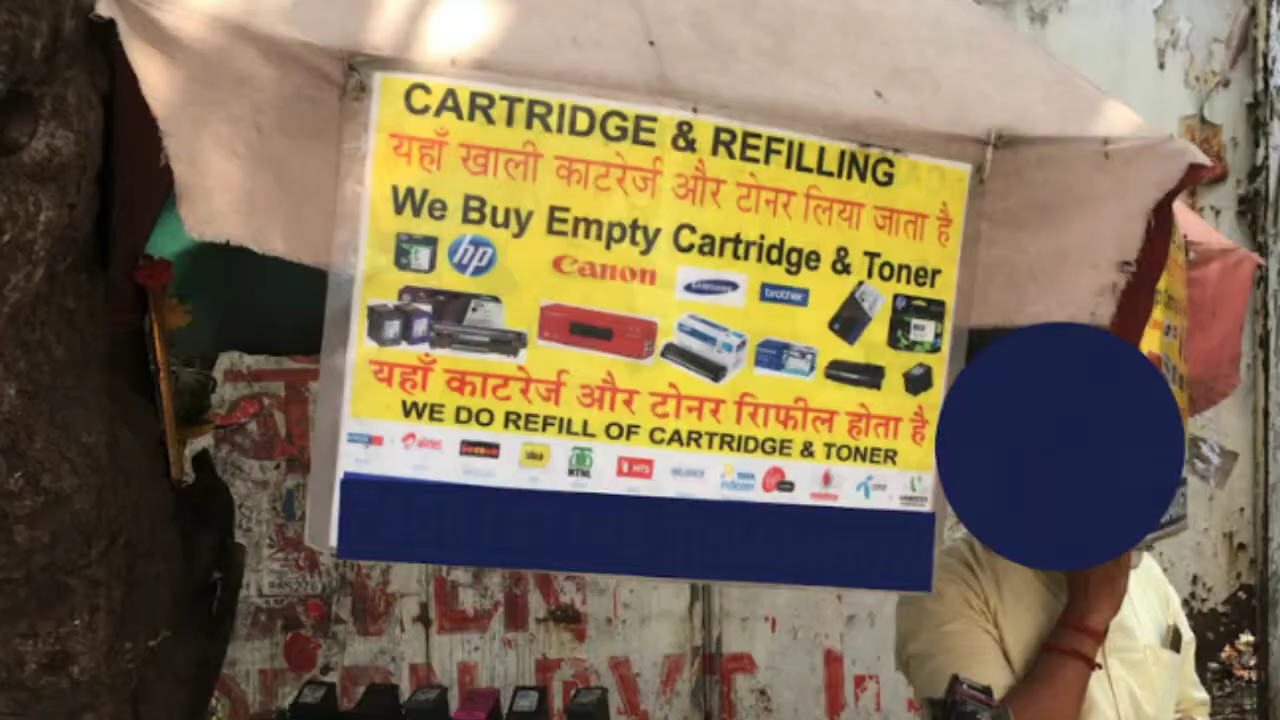 CARTRIDGE & REFILLING
यहाँ खाली काटरेर्ज और टोनर लिया जाता है
We Buy Empty Cartridge & Toner
hp
Canon
SAMSUNG
brother
यहाँ काटरेर्ज और टोनर रिाफील होता है
WE DO REFILL OF CARTRIDGE & TONER
airtel
idea
MTNL
MTS